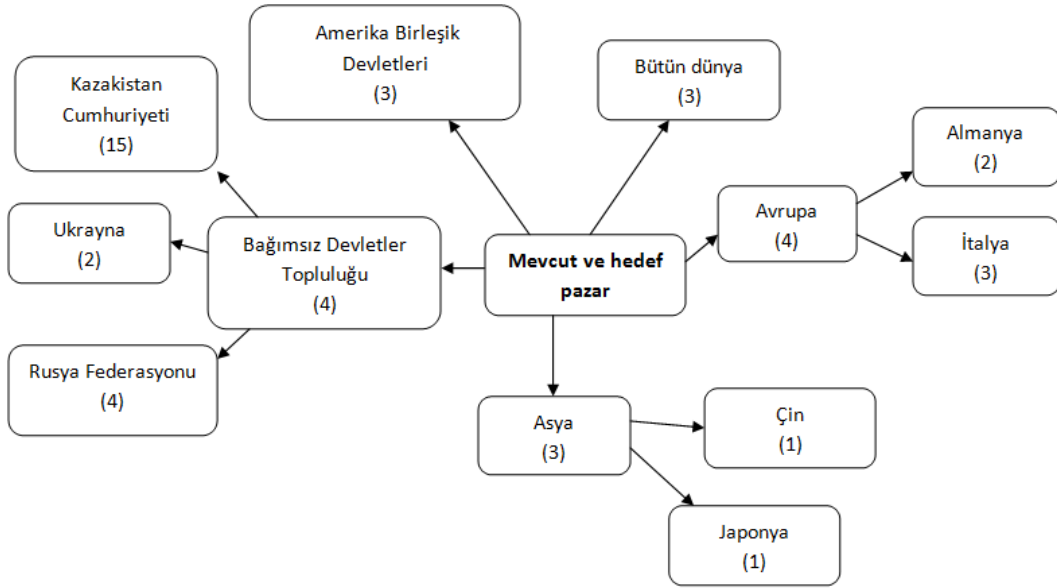 Amerika Birleşik
Devletleri
(3)
Bütün dünya
(3)
Kazakistan
Cumhuriyeti
(15)
Almanya
(2)
Ukrayna
(2)
Bağımsız Devletler
Topluluğu
(4)
Mevcut ve hedef
pazar
Avrupa
(4)
İtalya
(3)
Rusya Federasyonu
(4)
Asya
(3)
Çin
(1)
Japonya
(1)